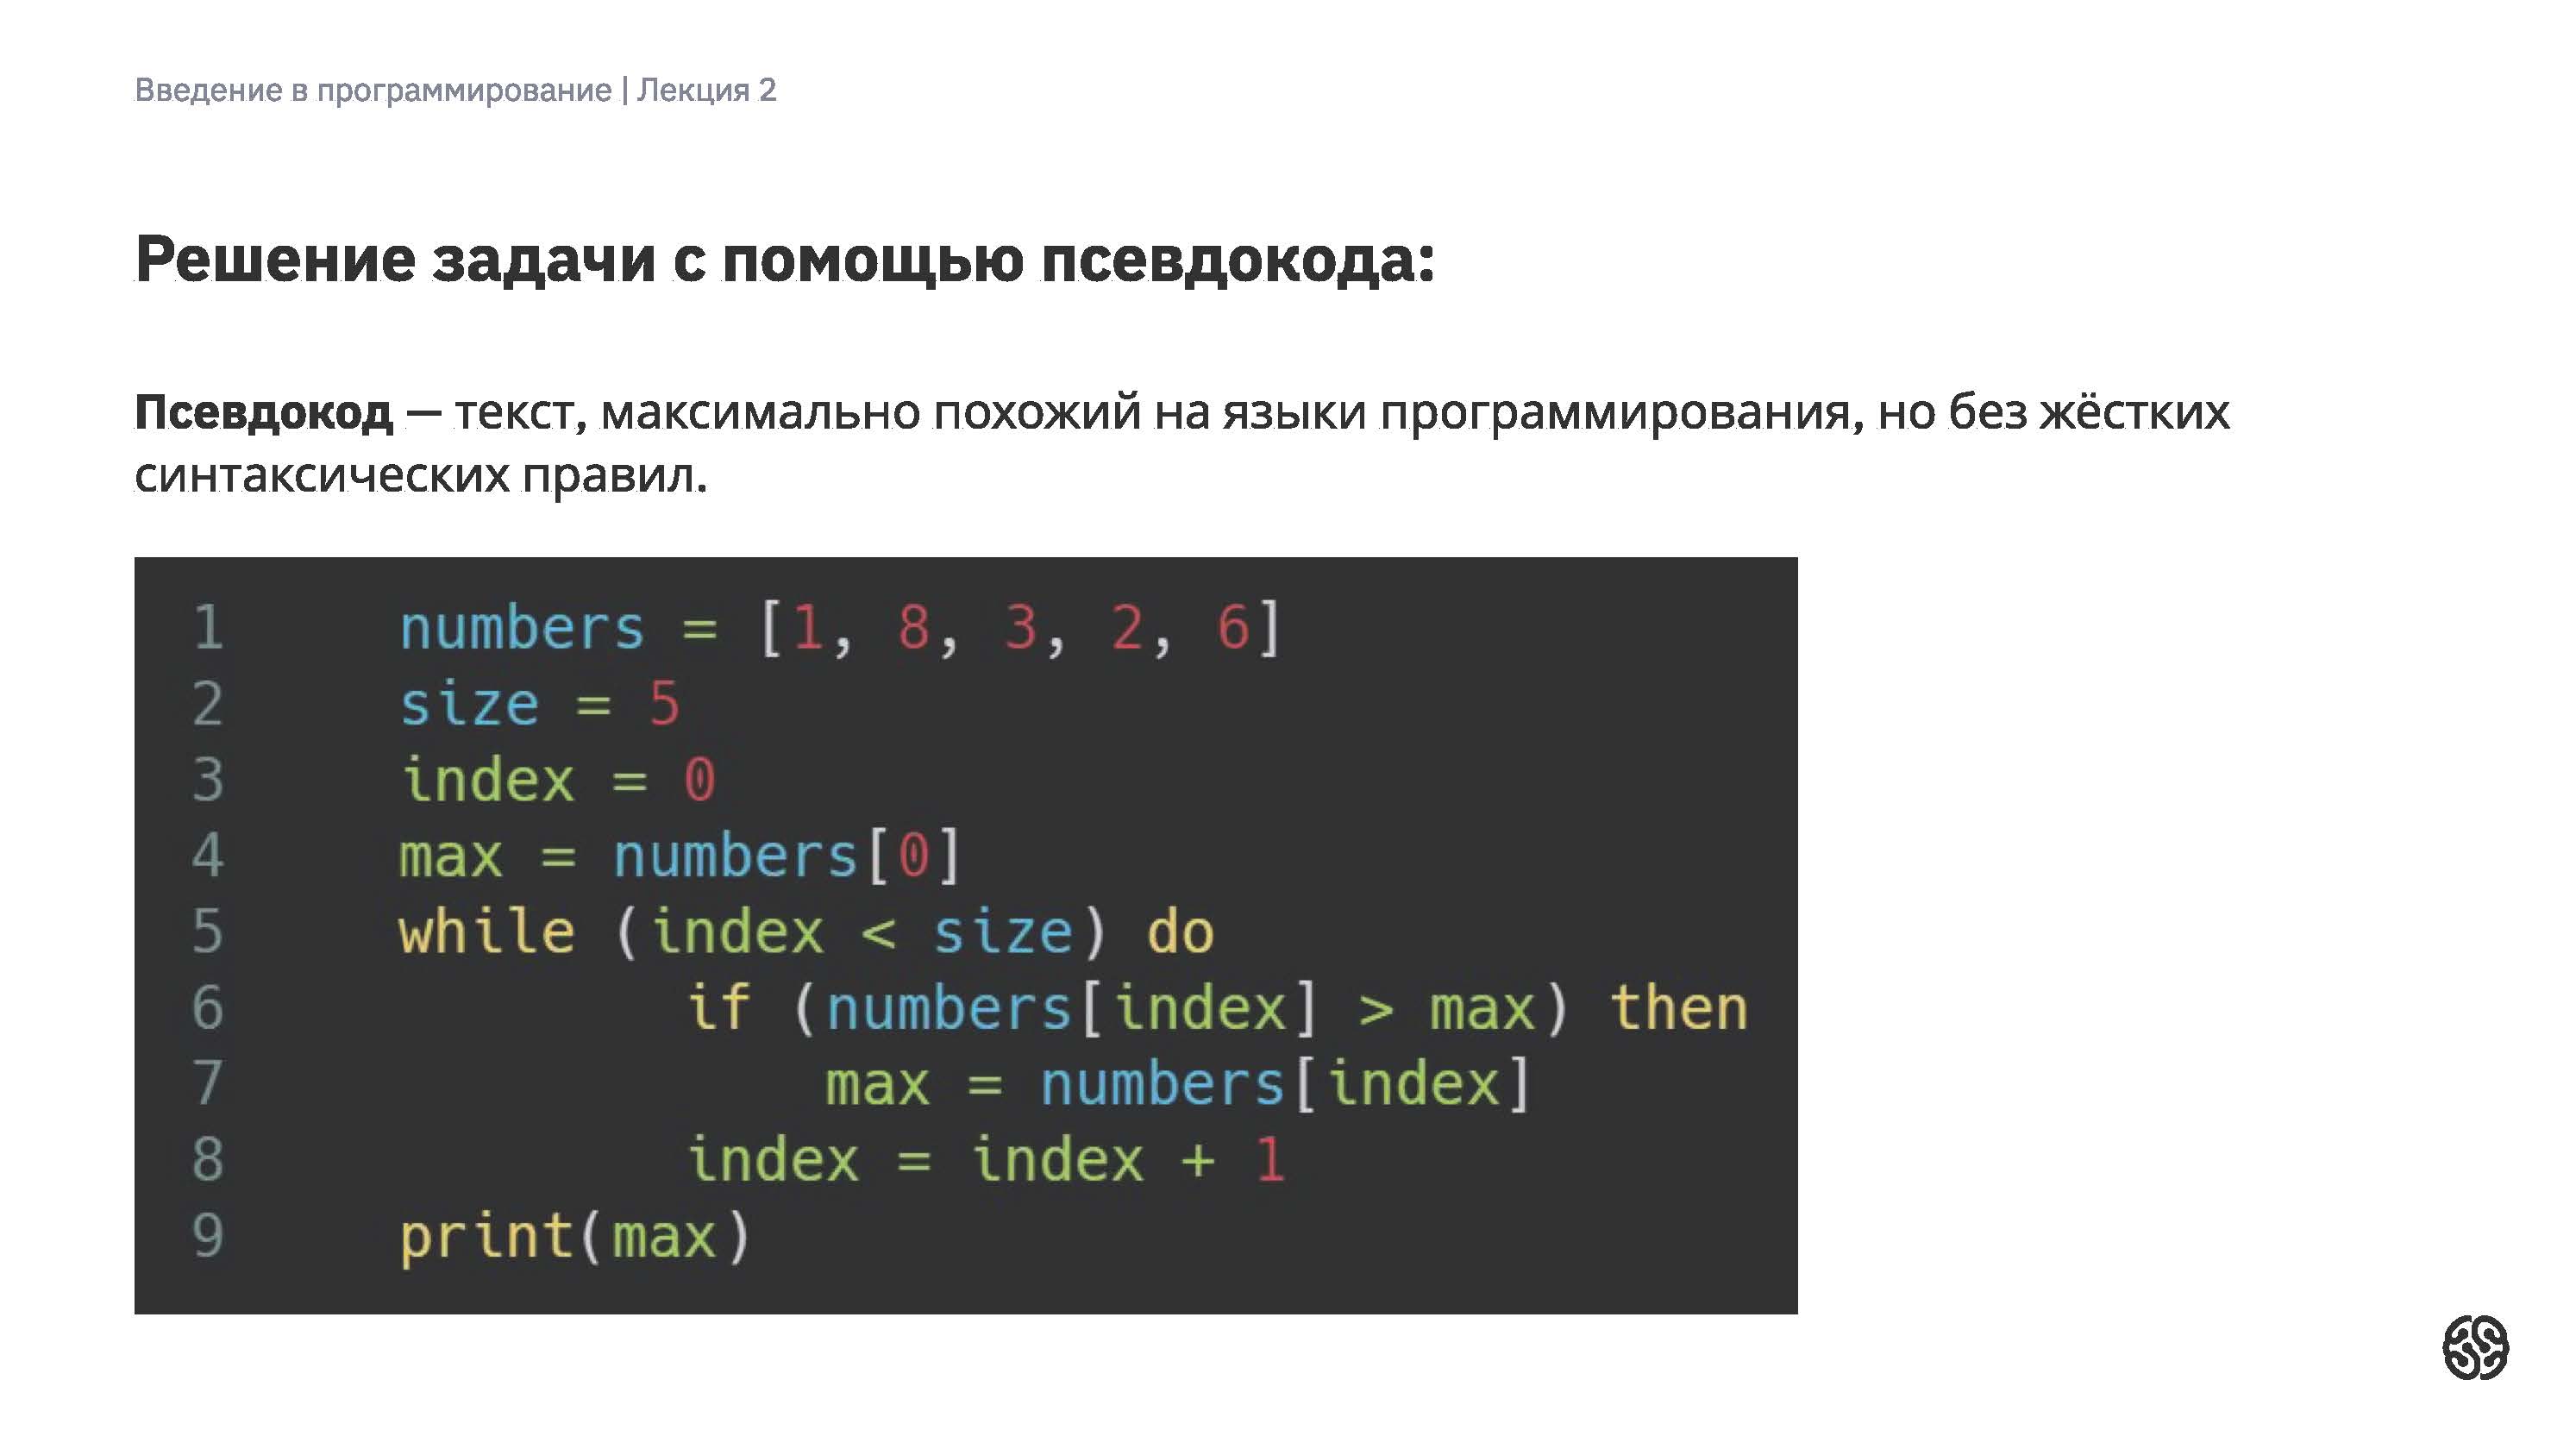 Введение в программирование | Лекция 2
Решение задачи с помощью псевдокода:
Псевдокод — текст, максимально похожий на языки программирования, но без жёстких
синтаксических правил.
1 numbers = [1, 8, 3, 2, 6]
2 size = 5
3 index = 0
4 max = numbers[0]
5 while (index < size) do
6 if (numbers[index] > max) then
7 max = numbers[index]
8 index = index + 1
9 print(max)